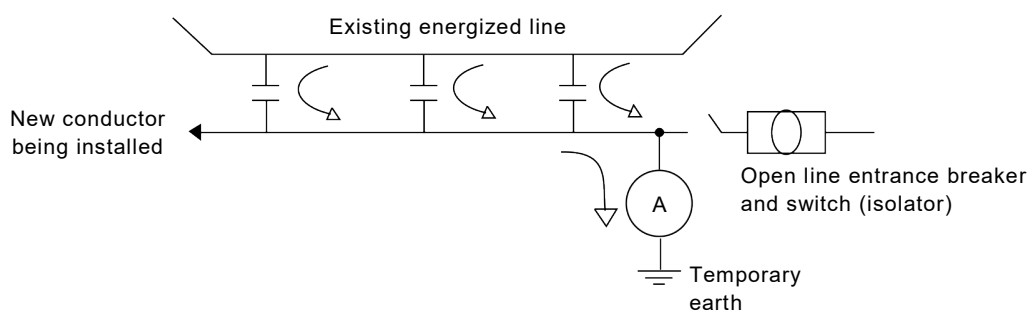 Existing energized line
New conductor
being installed
Open line entrance breaker
and switch (isolator)
A
Temporary
earth